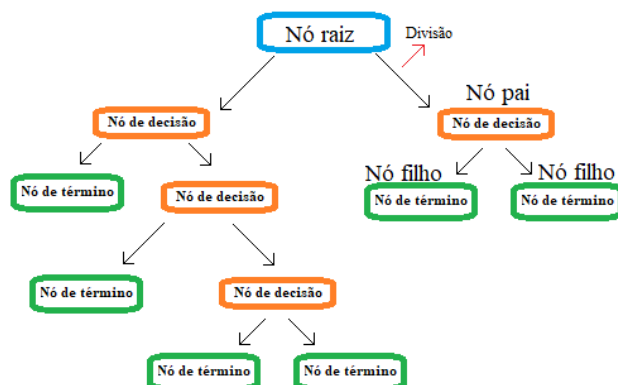 Nó raiz
Divisão
Nó pai
Nó de decisão
Nó de decisão
Nó filho
Nó filho
Nó de término
Nó de decisão
Nó de término
Nó de término
Nó de término
Nó de decisão
Nó de término
Nó de término